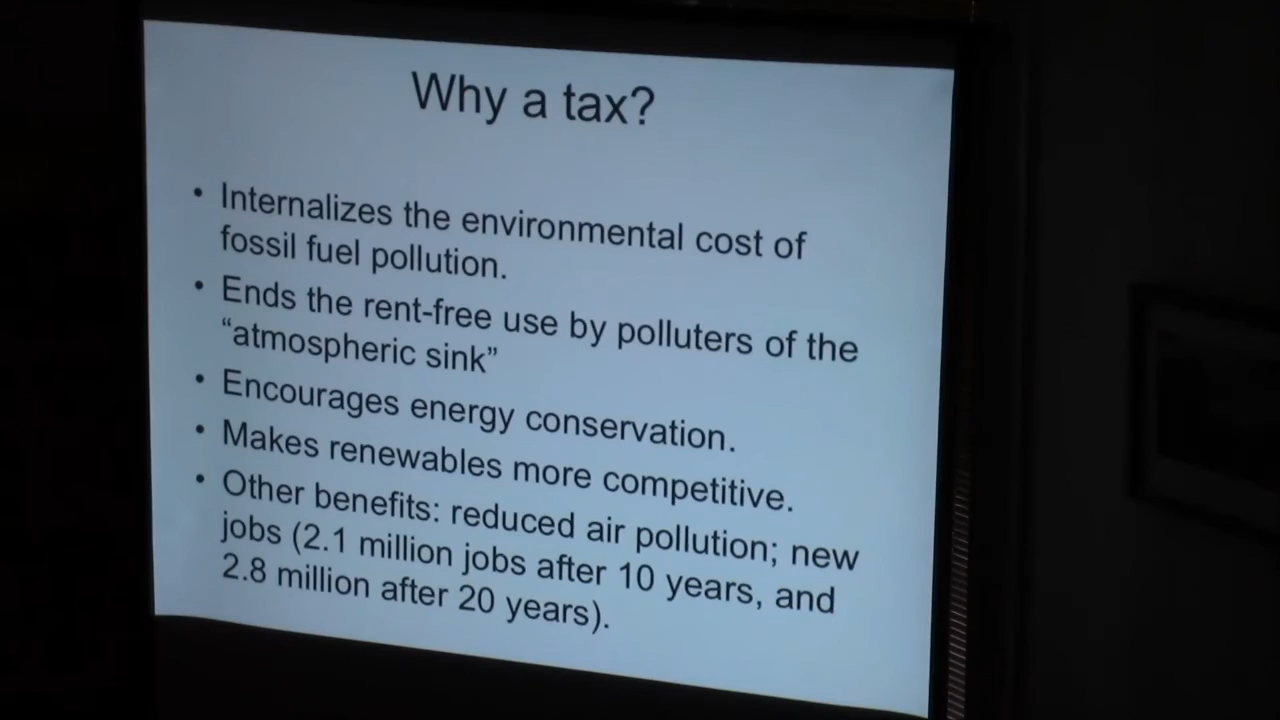 Why a tax?
• Internalizes the environmental cost of
fossil fuel pollution.
• Ends the rent-free use by polluters of the
“atmospheric sink”
• Encourages energy conservation.
• Makes renewables more competitive.
• Other benefits: reduced air pollution; new
jobs (2.1 million jobs after 10 years, and
2.8 million after 20 years).